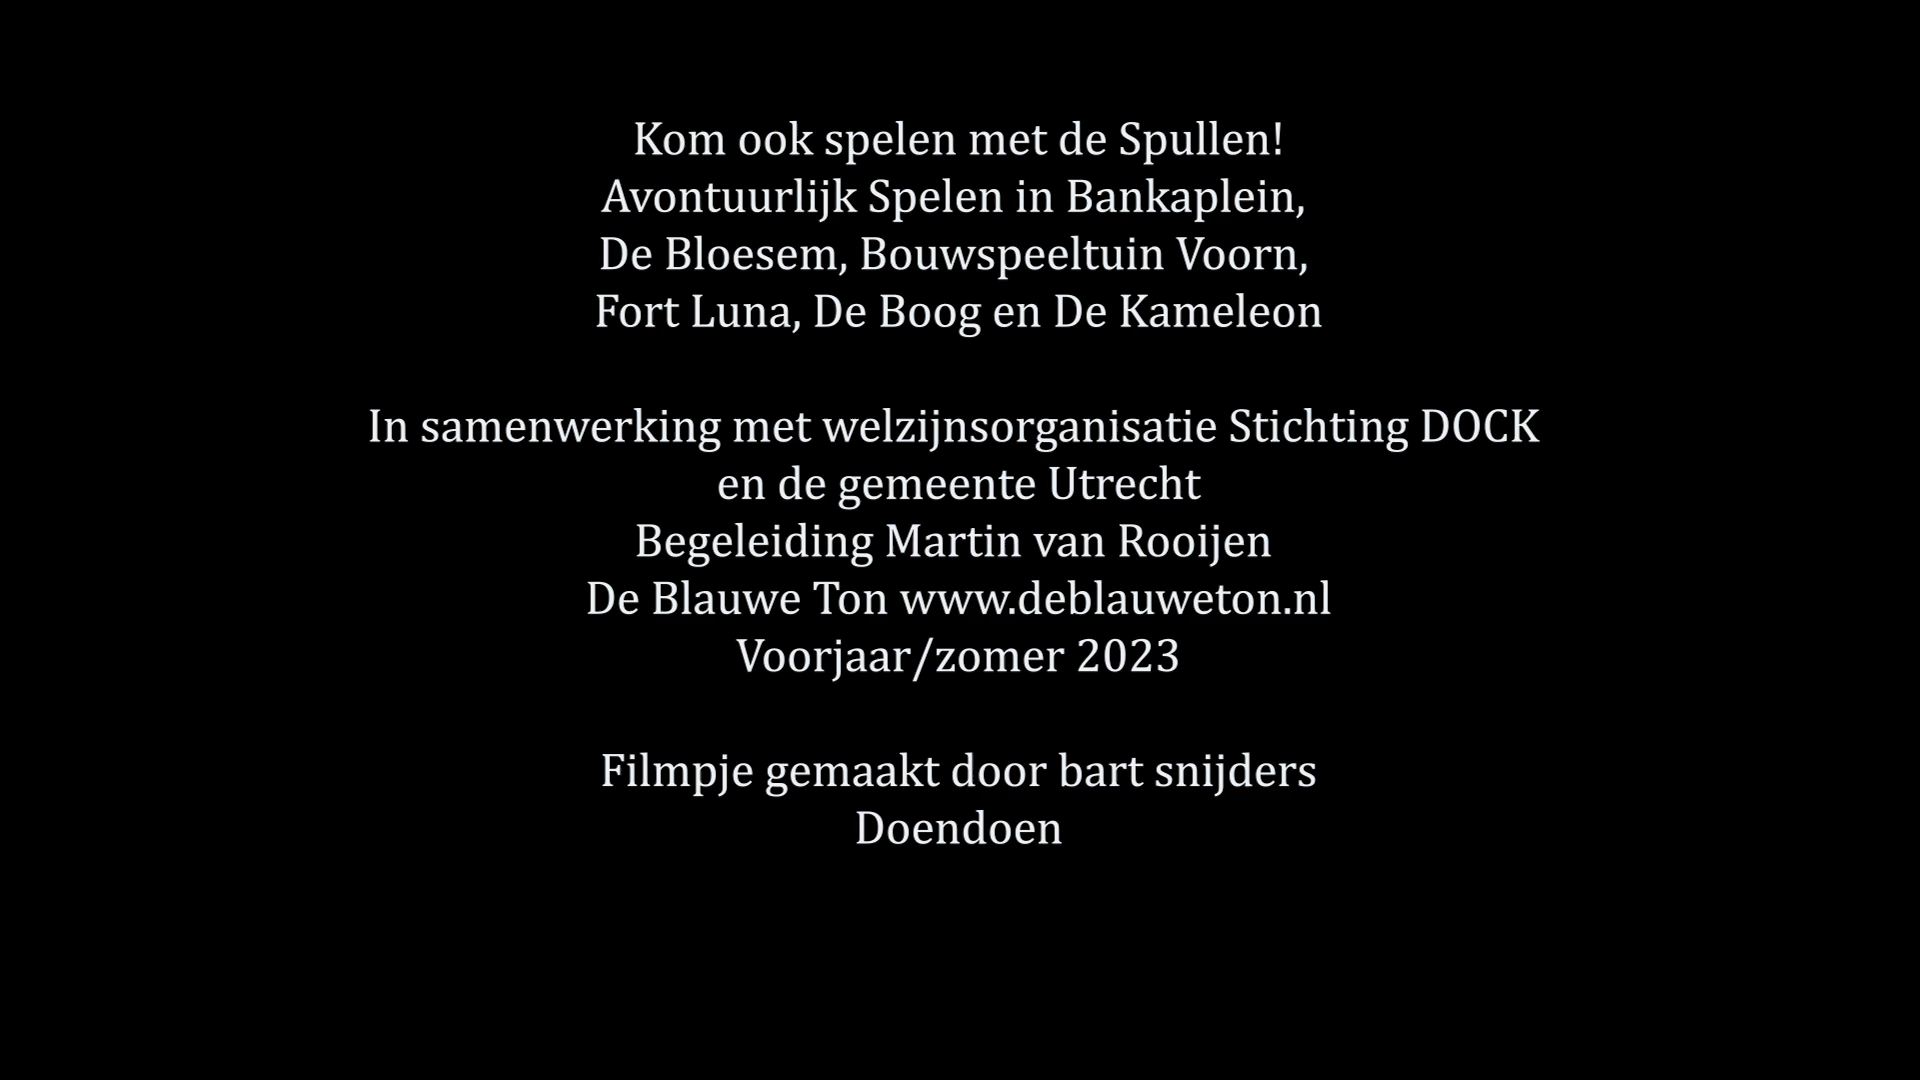 Kom ook spelen met de Spullen!
Avontuurlijk Spelen in Bankaplein,
De Bloesem, Bouwspeeltuin Voorn,
Fort Luna, De Boog en De Kameleon
In samenwerking met welzijnsorganisatie Stichting DOCK
en de gemeente Utrecht
Begeleiding Martin van Rooijen
De Blauwe Ton www.deblauweton.nl
Voorjaar/zomer 2023
Filmpje gemaakt door bart snijders
Doendoen